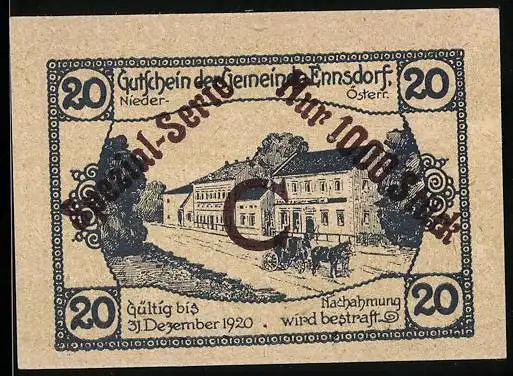 20 Gutschein der Gemeinde Ennsdorf. 20
Nieder- Österr.
Spezial-Serie Nur 1000 Stück
C
20 Gültig bis Nachahmung 20
31. Dezember 1920. wird bestraft.